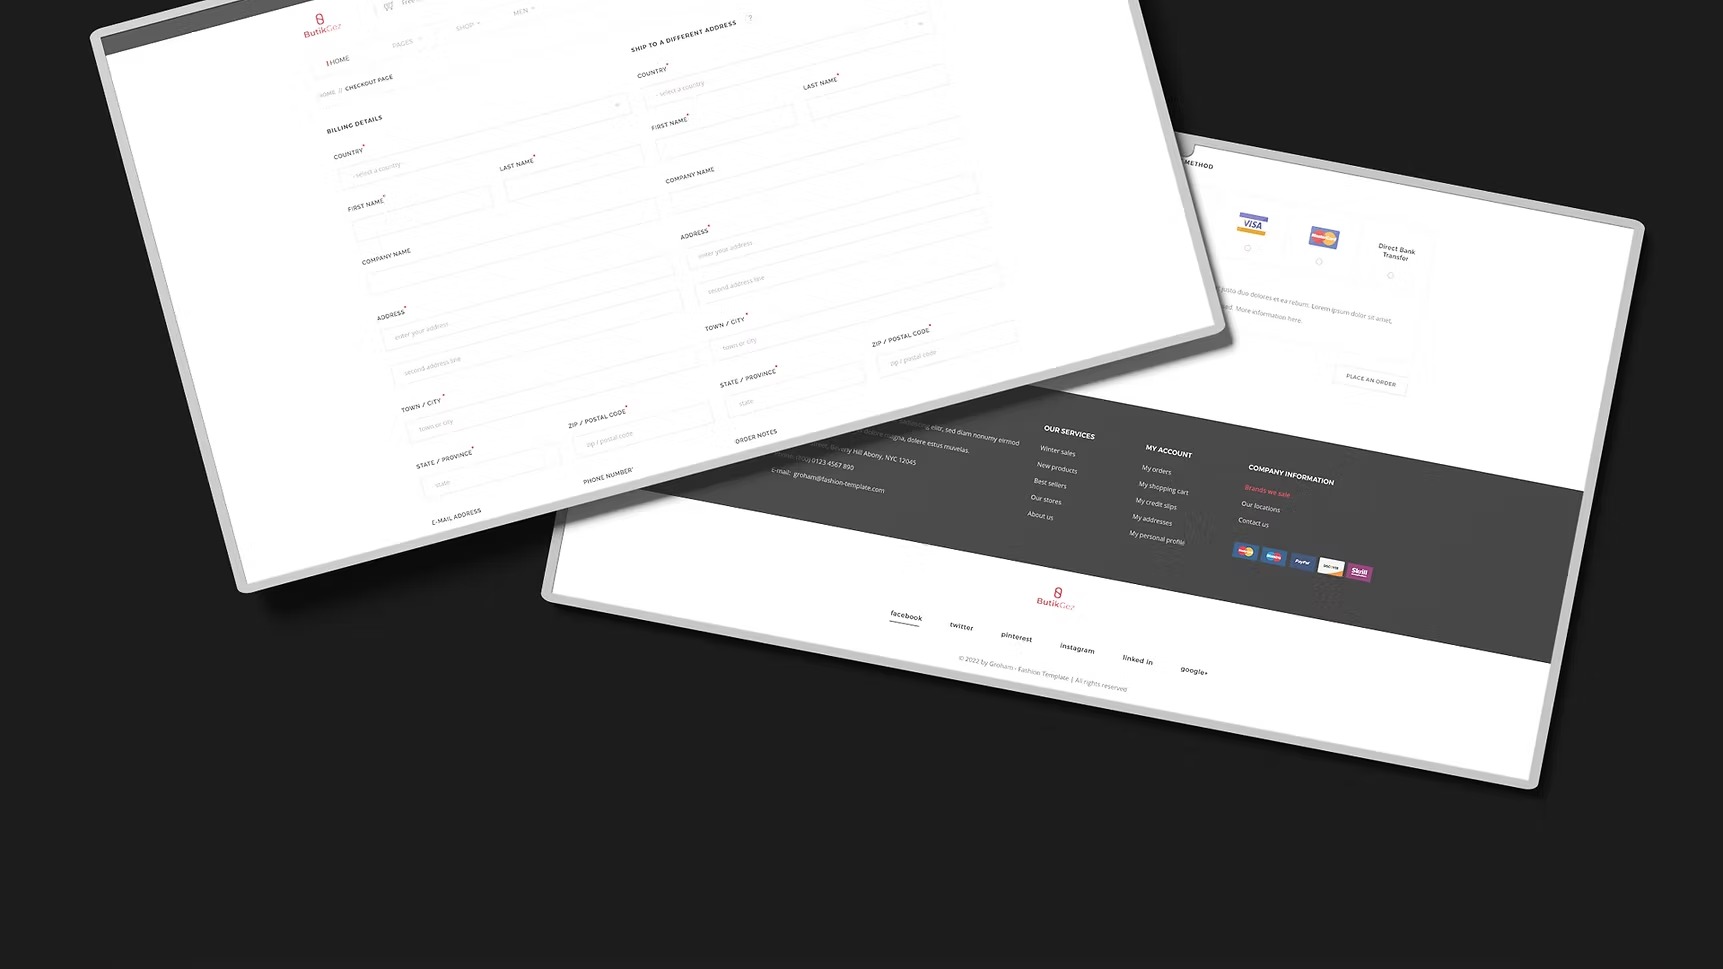 ButikGez
HOME
PAGES
SHOP
MEN
HOME // CHECKOUT PAGE
BILLING DETAILS
COUNTRY*
- select a country -
FIRST NAME*
LAST NAME*
COMPANY NAME
ADDRESS*
enter your address
second address line
TOWN / CITY *
town or city
STATE / PROVINCE*
state
ZIP / POSTAL CODE*
zip / postal code
E-MAIL ADDRESS
PHONE NUMBER*
SHIP TO A DIFFERENT ADDRESS ?
COUNTRY*
- select a country
FIRST NAME*
LAST NAME*
COMPANY NAME
ADDRESS*
enter your address
second address line
TOWN / CITY *
town or city
STATE / PROVINCE*
state
ZIP / POSTAL CODE*
zip / postal code
ORDER NOTES
METHOD
VISA
MasterCard
Direct Bank
Transfer
justo duo dolores et ea rebum. Lorem ipsum dolor sit amet,
More information here.
PLACE AN ORDER
elitr, sed diam nonumy eirmod
dolore magna, dolere estus muvelas.
Hill Abony, NYC 12045
0123 4567 890
E-mail: groham@fashion-template.com
OUR SERVICES
Winter sales
New products
Best sellers
Our stores
About us
MY ACCOUNT
My orders
My shopping cart
My credit slips
My addresses
My personal profile
COMPANY INFORMATION
Brands we sale
Our locations
Contact us
PayPal
DISCOVER
Skrill
ButikGez
facebook
twitter
pinterest
instagram
linked in
google+
© 2022 by Groham - Fashion Template | All rights reserved